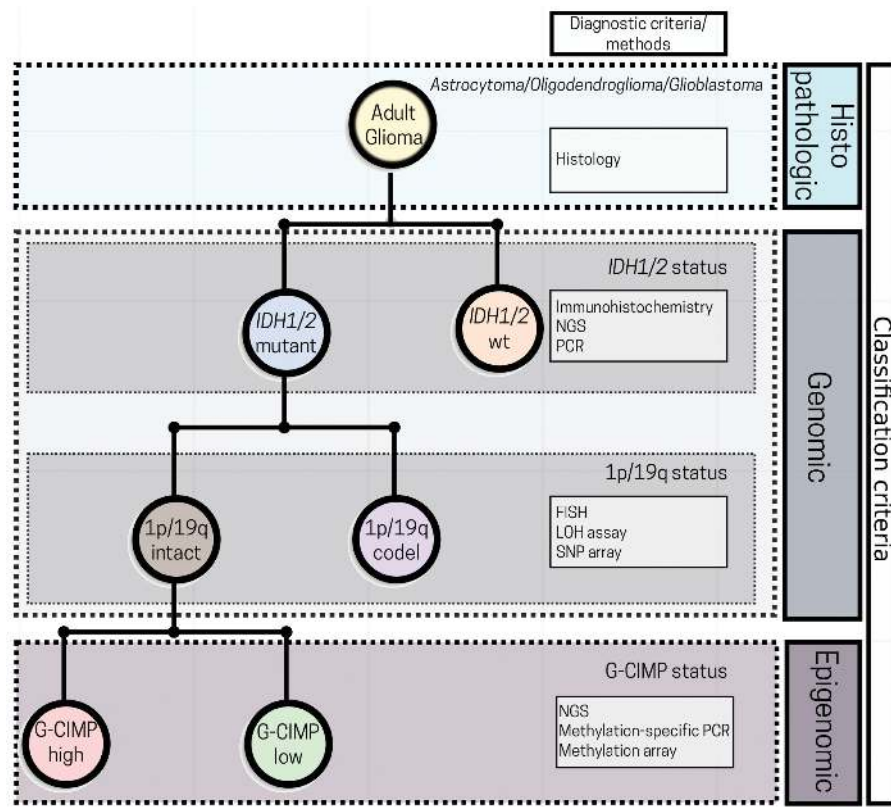 Diagnostic criteria/
methods
Astrocytoma/Oligodendroglioma/Glioblastoma
Adult
Glioma
Histology
Histo
pathologic
IDH1/2 status
IDH1/2
mutant
IDH1/2
wt
Immunohistochemistry
NGS
PCR
Genomic
Classification criteria
1p/19q status
1p/19q
intact
1p/19q
codel
FISH
LOH assay
SNP array
G-CIMP status
G-CIMP
high
G-CIMP
low
NGS
Methylation-specific PCR
Methylation array
Epigenomic